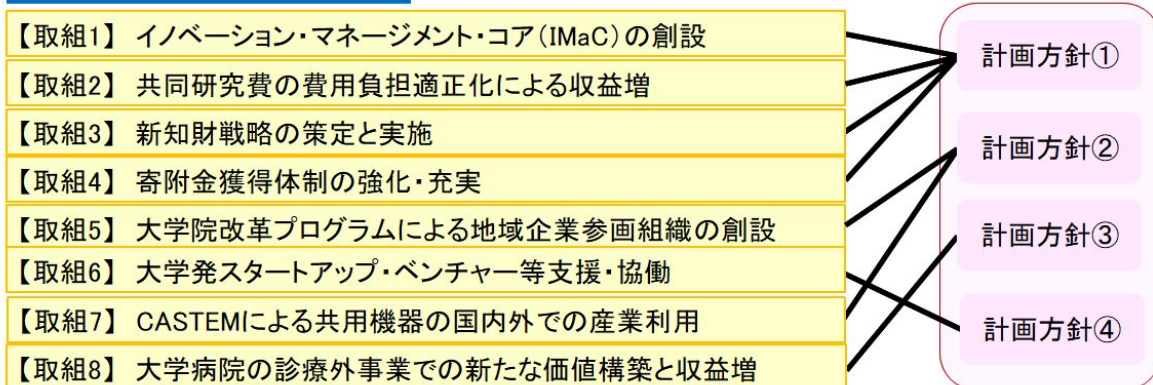 【取組1】 イノベーション・マネージメント・コア(IMaC)の創設
【取組2】 共同研究費の費用負担適正化による収益増
【取組3】 新知財戦略の策定と実施
【取組4】 寄附金獲得体制の強化・充実
【取組5】 大学院改革プログラムによる地域企業参画組織の創設
【取組6】 大学発スタートアップ・ベンチャー等支援・協働
【取組7】 CASTEMによる共用機器の国内外での産業利用
【取組8】 大学病院の診療外事業での新たな価値構築と収益増
計画方針①
計画方針②
計画方針③
計画方針④